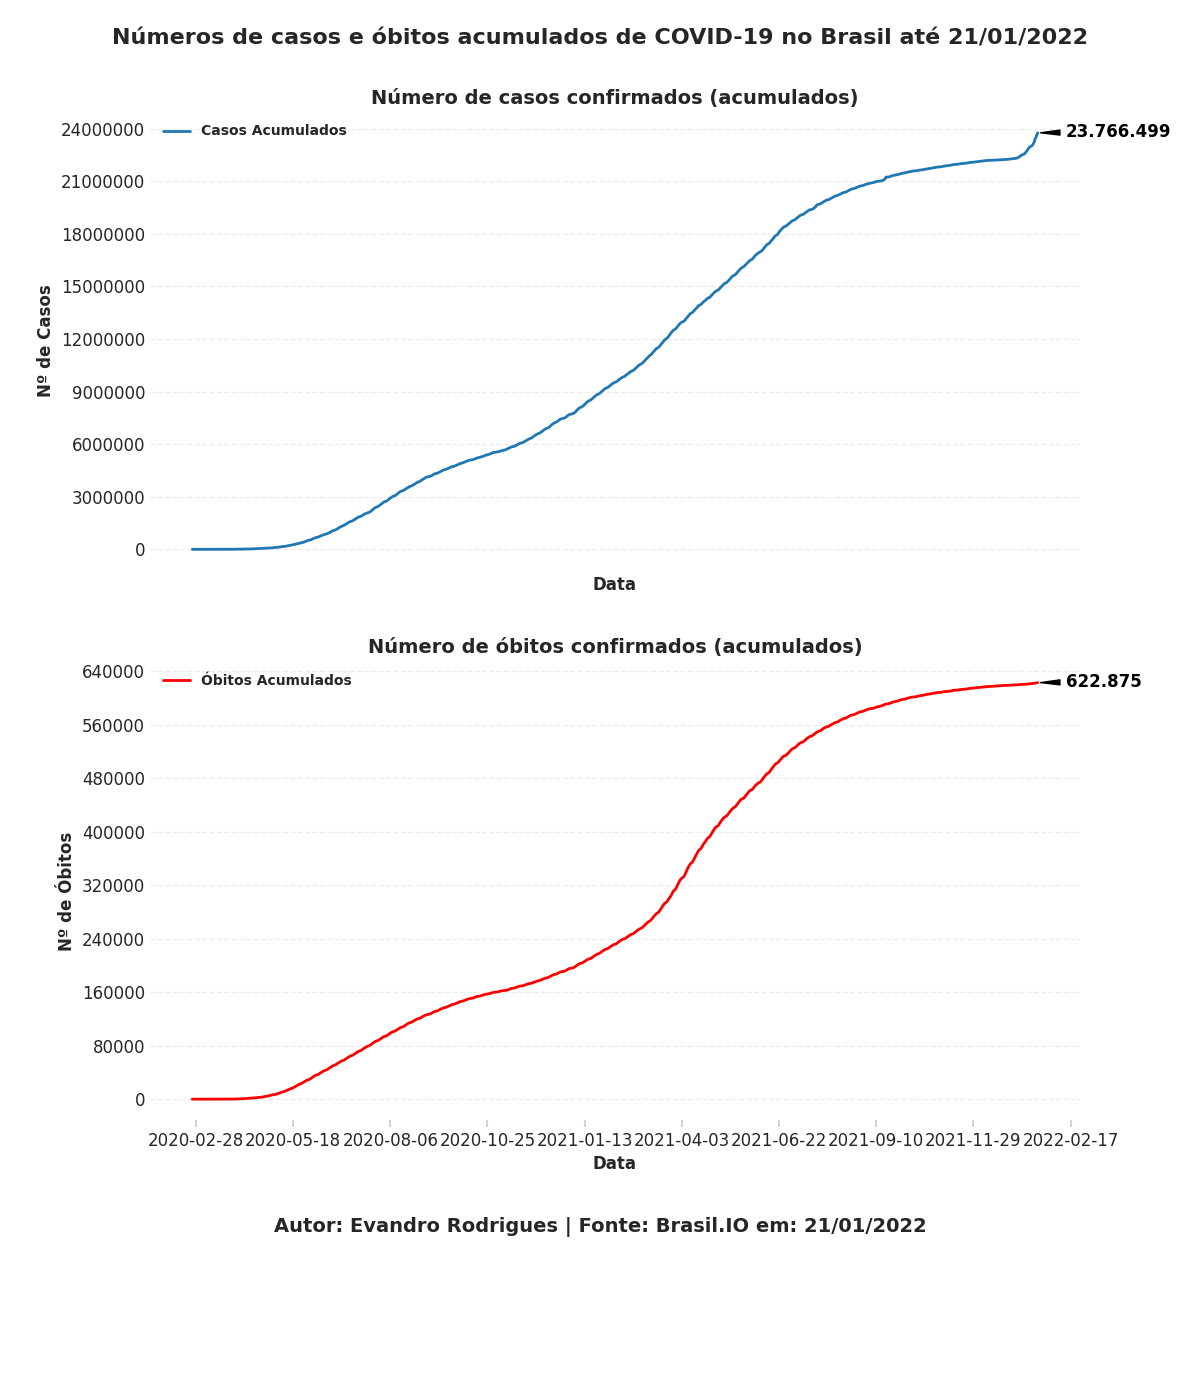 Números de casos e óbitos acumulados de COVID-19 no Brasil até 21/01/2022
Número de casos confirmados (acumulados)
Casos Acumulados
23.766.499
24000000
21000000
18000000
15000000
12000000
9000000
6000000
3000000
0
Nº de Casos
Data
Número de óbitos confirmados (acumulados)
Óbitos Acumulados
622.875
640000
560000
480000
400000
320000
240000
160000
80000
0
Nº de Óbitos
2020-02-28 2020-05-18 2020-08-06 2020-10-25 2021-01-13 2021-04-03 2021-06-22 2021-09-10 2021-11-29 2022-02-17
Data
Autor: Evandro Rodrigues | Fonte: Brasil.IO em: 21/01/2022